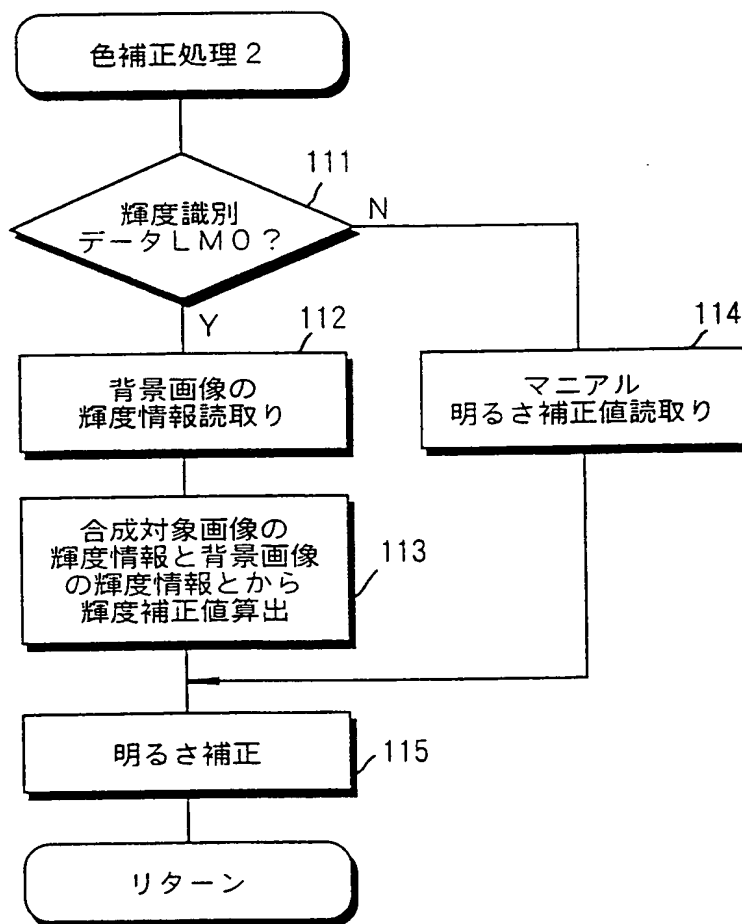 色補正処理2
111
輝度識別
データLM0?
N
Y
112
背景画像の
輝度情報読取り
114
マニアル
明るさ補正値読取り
合成対象画像の
輝度情報と背景画像
の輝度情報とから
輝度補正値算出
113
明るさ補正
115
リターン